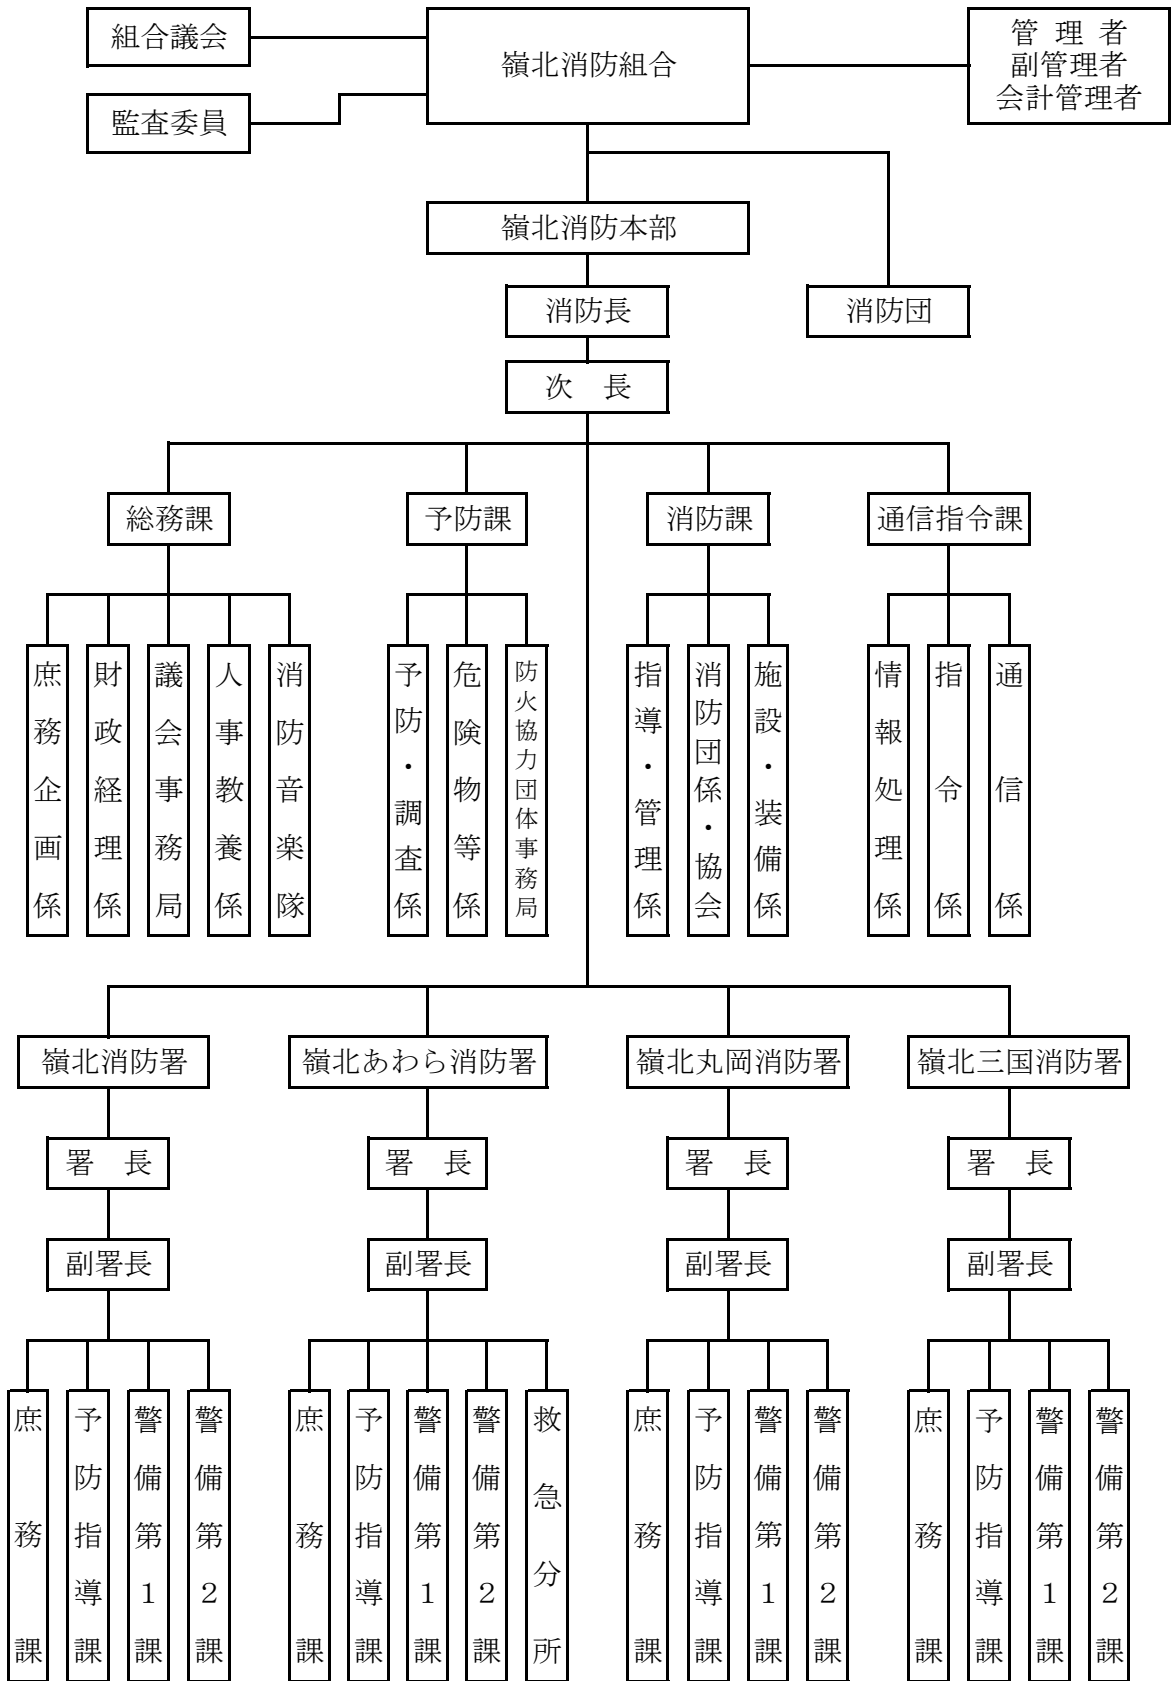 組合議会
嶺北消防組合
管理者
副管理者
会計管理者
監査委員
嶺北消防本部
消防長
消防団
次長
総務課
予防課
消防課
通信指令課
庶務企画係
財政経理係
議会事務局
人事教養係
消防音楽隊
予防・調査係
危険物等係
防火協力団体事務局
指導・管理係
消防団係・協会
施設・装備係
情報処理係
指令係
通信係
嶺北消防署
嶺北あわら消防署
嶺北丸岡消防署
嶺北三国消防署
署長
署長
署長
署長
副署長
副署長
副署長
副署長
庶務課
予防指導課
警備第1課
警備第2課
庶務課
予防指導課
警備第1課
警備第2課
救急分所
庶務課
予防指導課
警備第1課
警備第2課
庶務課
予防指導課
警備第1課
警備第2課